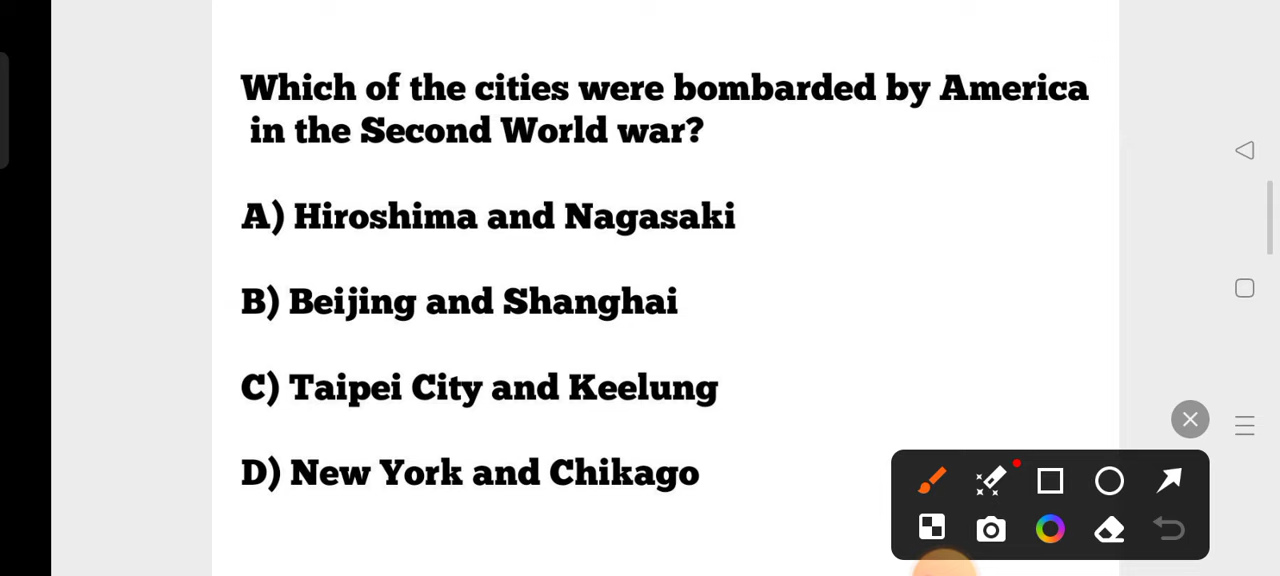 Which of the cities were bombarded by America
in the Second World war?
A) Hiroshima and Nagasaki
B) Beijing and Shanghai
C) Taipei City and Keelung
D) New York and Chikago